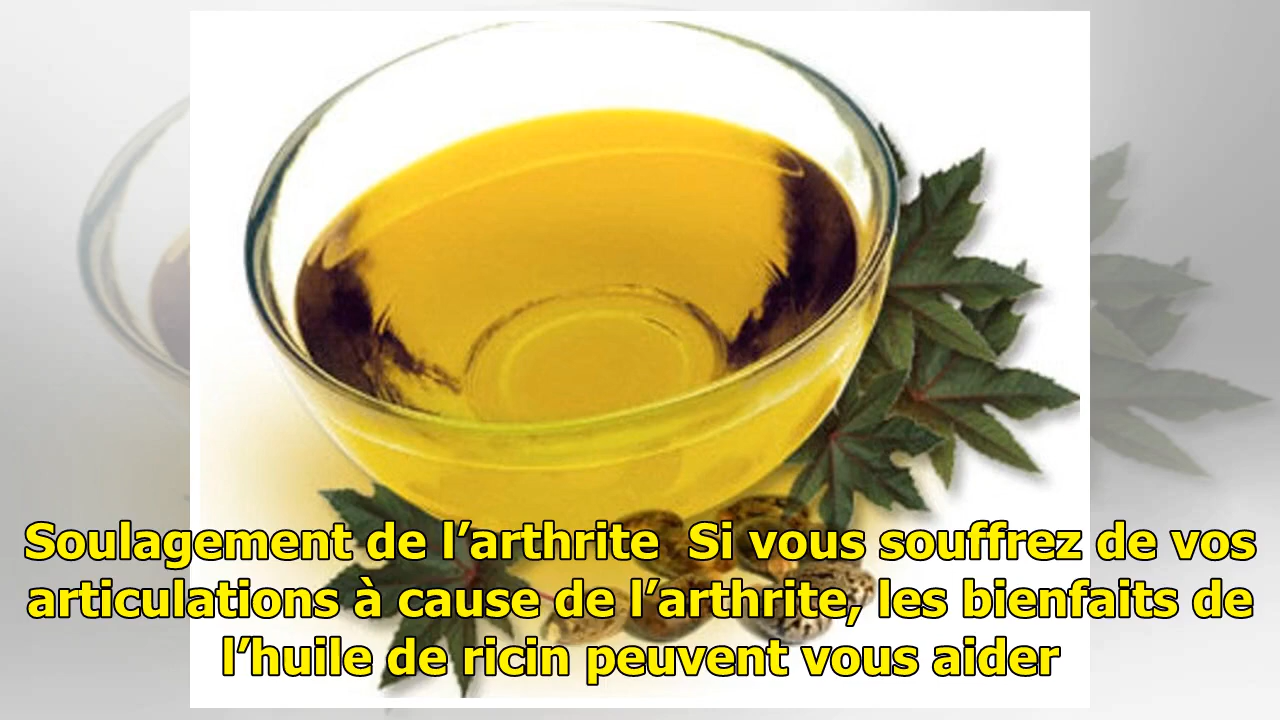 Soulagement de l’arthrite  Si vous souffrez de vos
articulations à cause de l’arthrite, les bienfaits de
l’huile de ricin peuvent vous aider